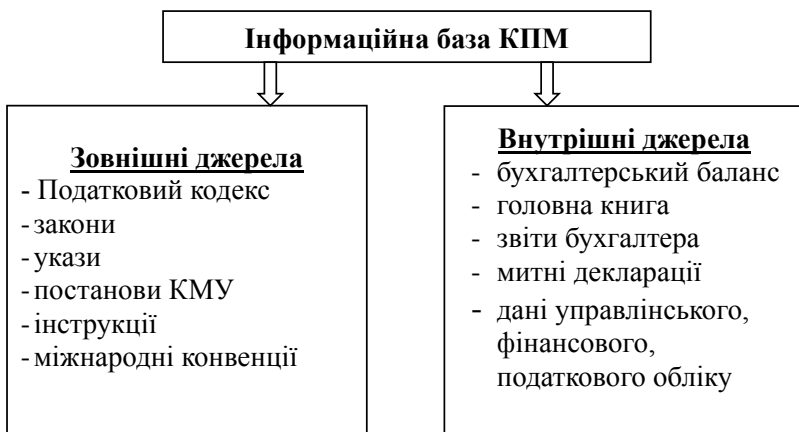 Інформаційна база КПМ
Зовнішні джерела
- Податковий кодекс
- закони
- укази
- постанови КМУ
- інструкції
- міжнародні конвенції
Внутрішні джерела
- бухгалтерський баланс
- головна книга
- звіти бухгалтера
- митні декларації
- дані управлінського,
фінансового,
податкового обліку